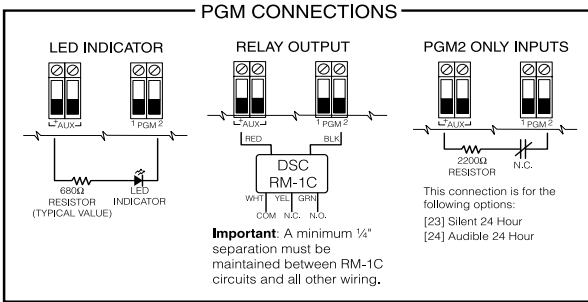 PGM CONNECTIONS
LED INDICATOR
+AUX-
1 PGM 2
680Ω
RESISTOR
(TYPICAL VALUE)
LED
INDICATOR
RELAY OUTPUT
+AUX-
1 PGM 2
RED
BLK
DSC
RM-1C
WHT YEL GRN
COM N.C. N.O.
Important: A minimum ¼"
separation must be
maintained between RM-1C
circuits and all other wiring.
PGM2 ONLY INPUTS
+AUX-
1 PGM 2
2200Ω
RESISTOR
N.C.
This connection is for the
following options:
[23] Silent 24 Hour
[24] Audible 24 Hour